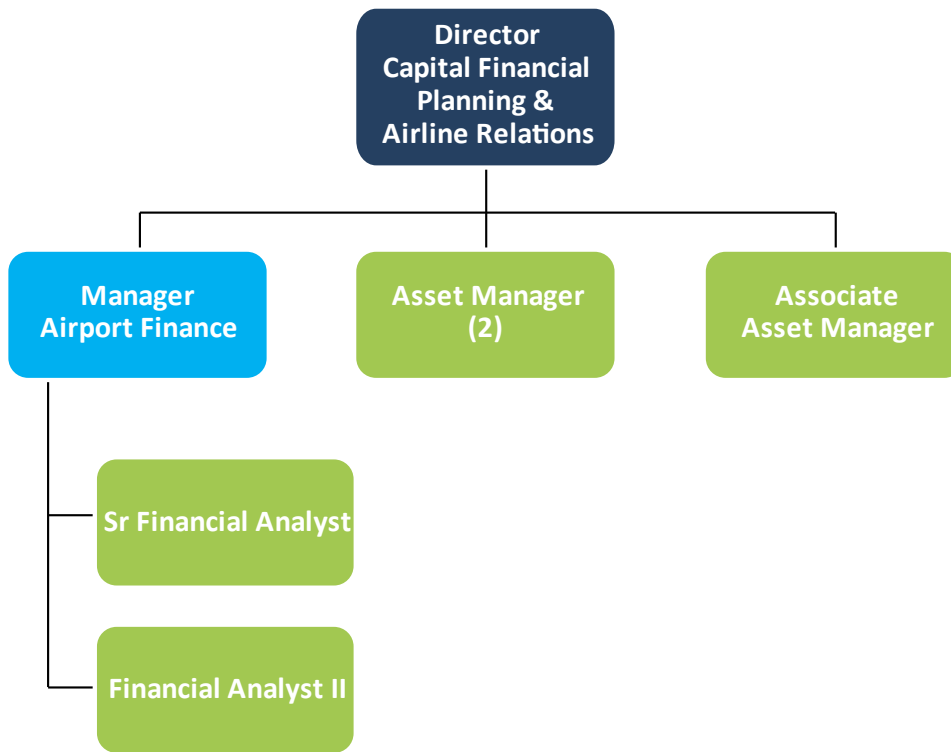 Director
Capital Financial
Planning &
Airline Relations
Manager
Airport Finance
Asset Manager
(2)
Associate
Asset Manager
Sr Financial Analyst
Financial Analyst II